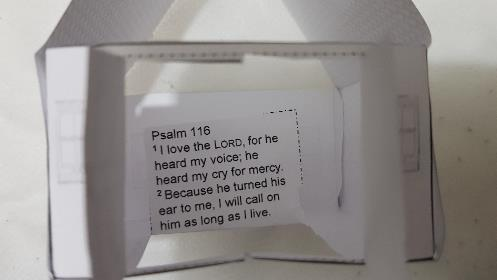 Psalm 116
¹ I love the LORD, for he
heard my voice; he
heard my cry for mercy.
² Because he turned his
ear to me, I will call on
him as long as I live.